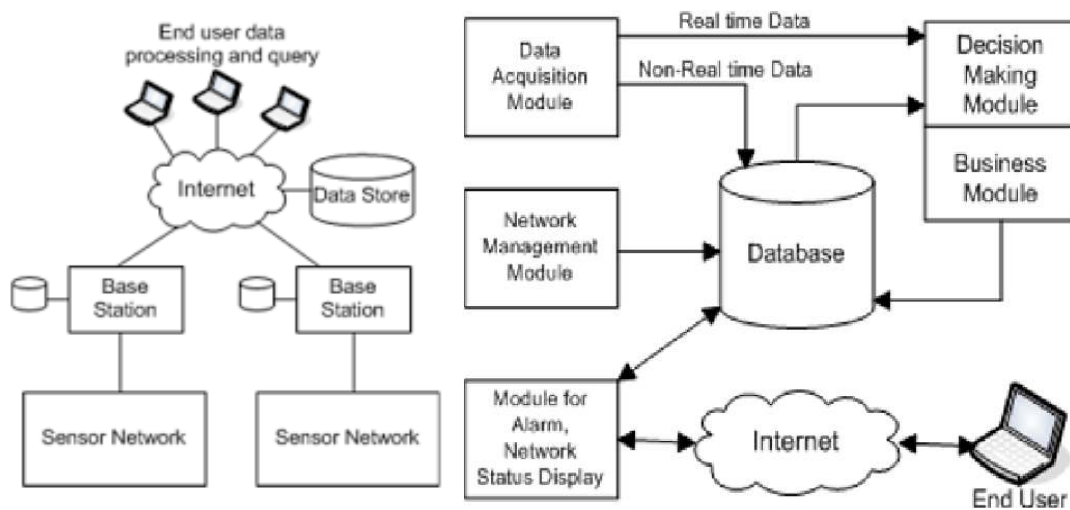 End user data
processing and query
Internet
Data Store
Base
Station
Base
Station
Sensor Network
Sensor Network
Real time Data
Data
Acquisition
Module
Non-Real time Data
Decision
Making
Module
Business
Module
Network
Management
Module
Database
Module for
Alarm,
Network
Status Display
Internet
End User